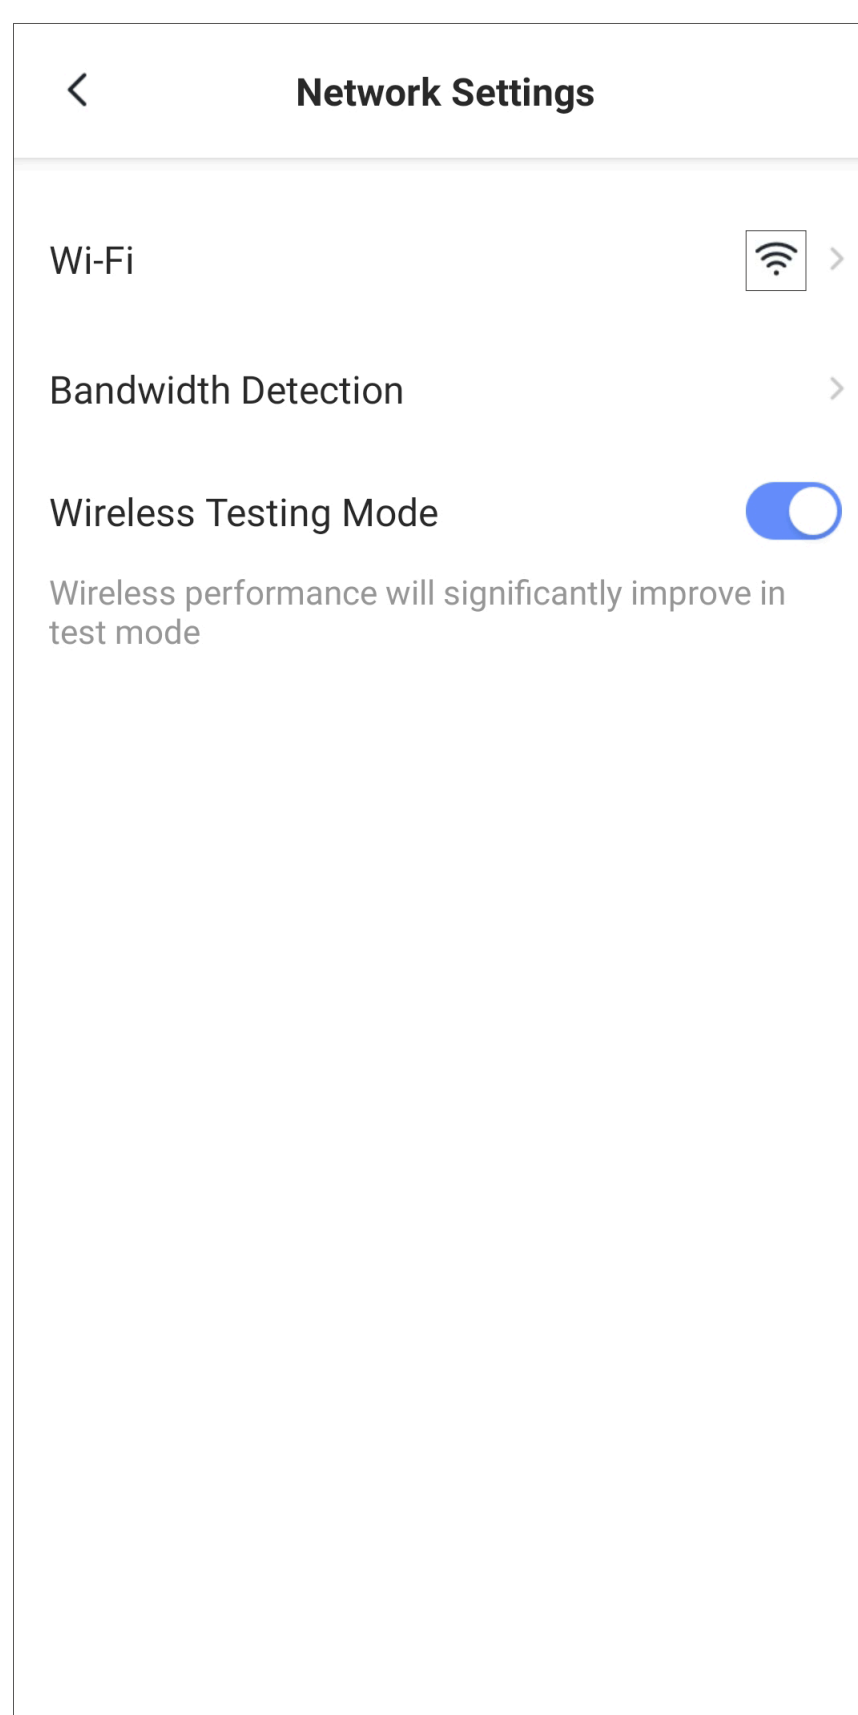 Network Settings
Wi-Fi
Bandwidth Detection
Wireless Testing Mode
Wireless performance will significantly improve in
test mode